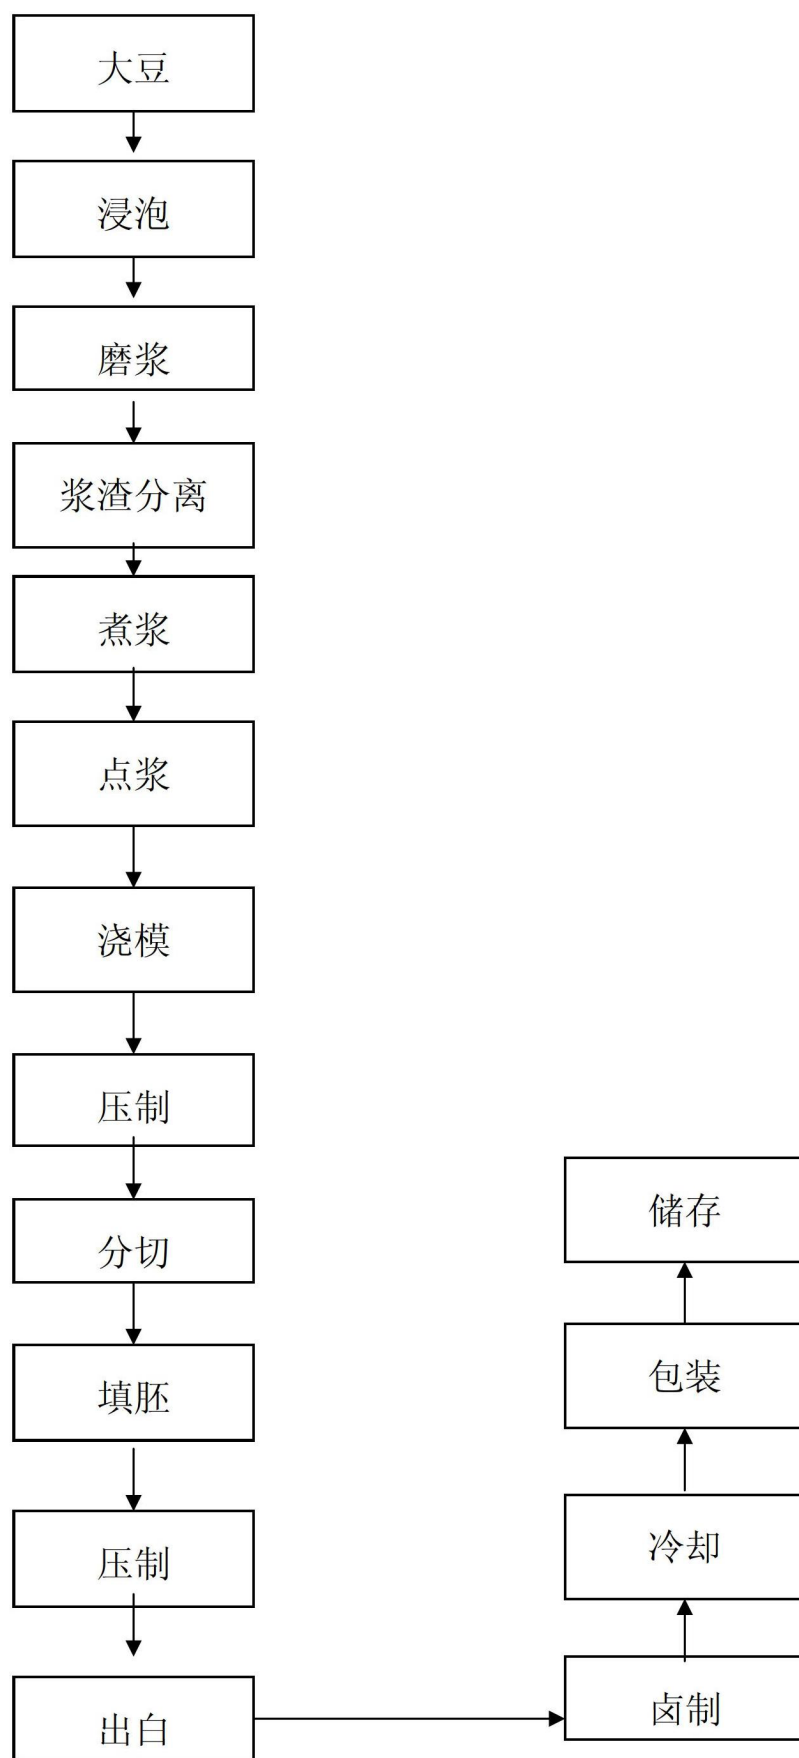 大豆
浸泡
磨浆
浆渣分离
煮浆
点浆
浇模
压制
分切
填胚
压制
出白
卤制
冷却
包装
储存